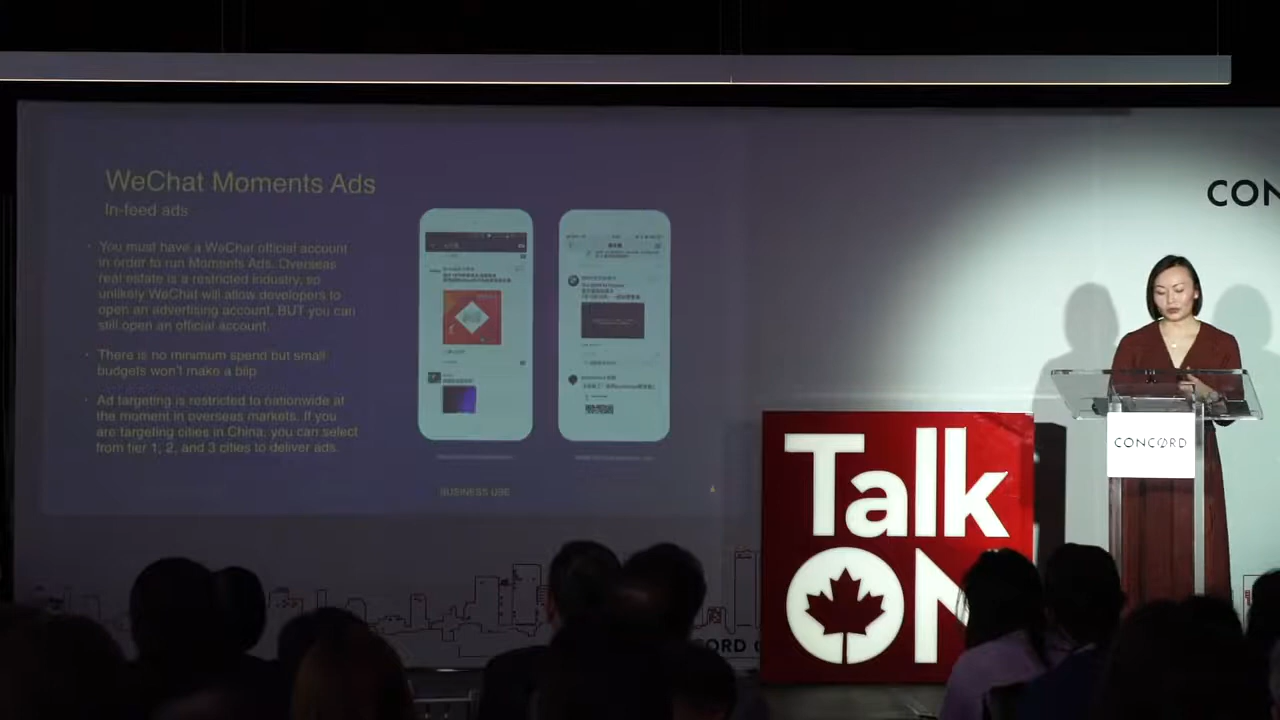 WeChat Moments Ads
In-feed ads
· You must have a WeChat official account
in order to run Moments Ads. Overseas
real estate is a restricted industry, so
unlikely WeChat will allow developers to
open an advertising account. BUT you can
still open an official account.
· There is no minimum spend but small
budgets won't make a blip
· Ad targeting is restricted to nationwide at
the moment in overseas markets. If you
are targeting cities in China, you can select
from tier 1, 2, and 3 cities to deliver ads.
BUSINESS USE
CON
CONCORD
Talk
ON
ORD